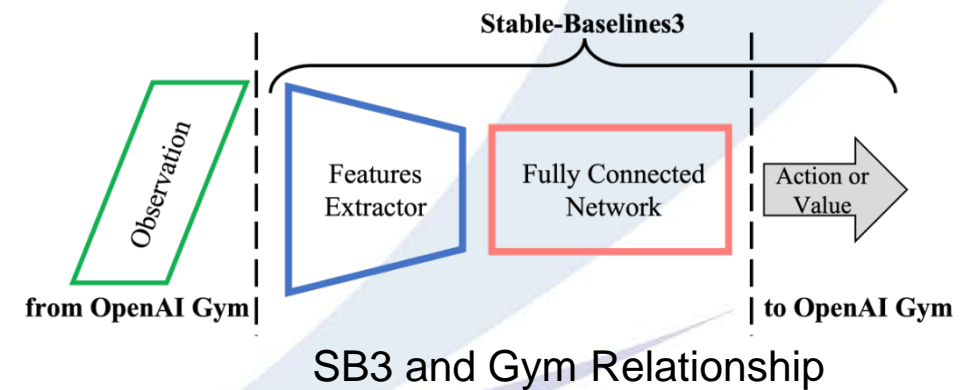 Stable-Baselines3
Observation
Features
Extractor
Fully Connected
Network
Action or
Value
from OpenAI Gym
to OpenAI Gym
SB3 and Gym Relationship